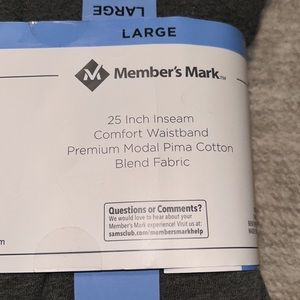 LARGE
LARGE
Member's Mark™
25 Inch Inseam
Comfort Waistband
Premium Modal Pima Cotton
Blend Fabric
Questions or Comments?
We would love to hear about your
Member's Mark experience! Visit us at:
samsclub.com/membersmarkhelp